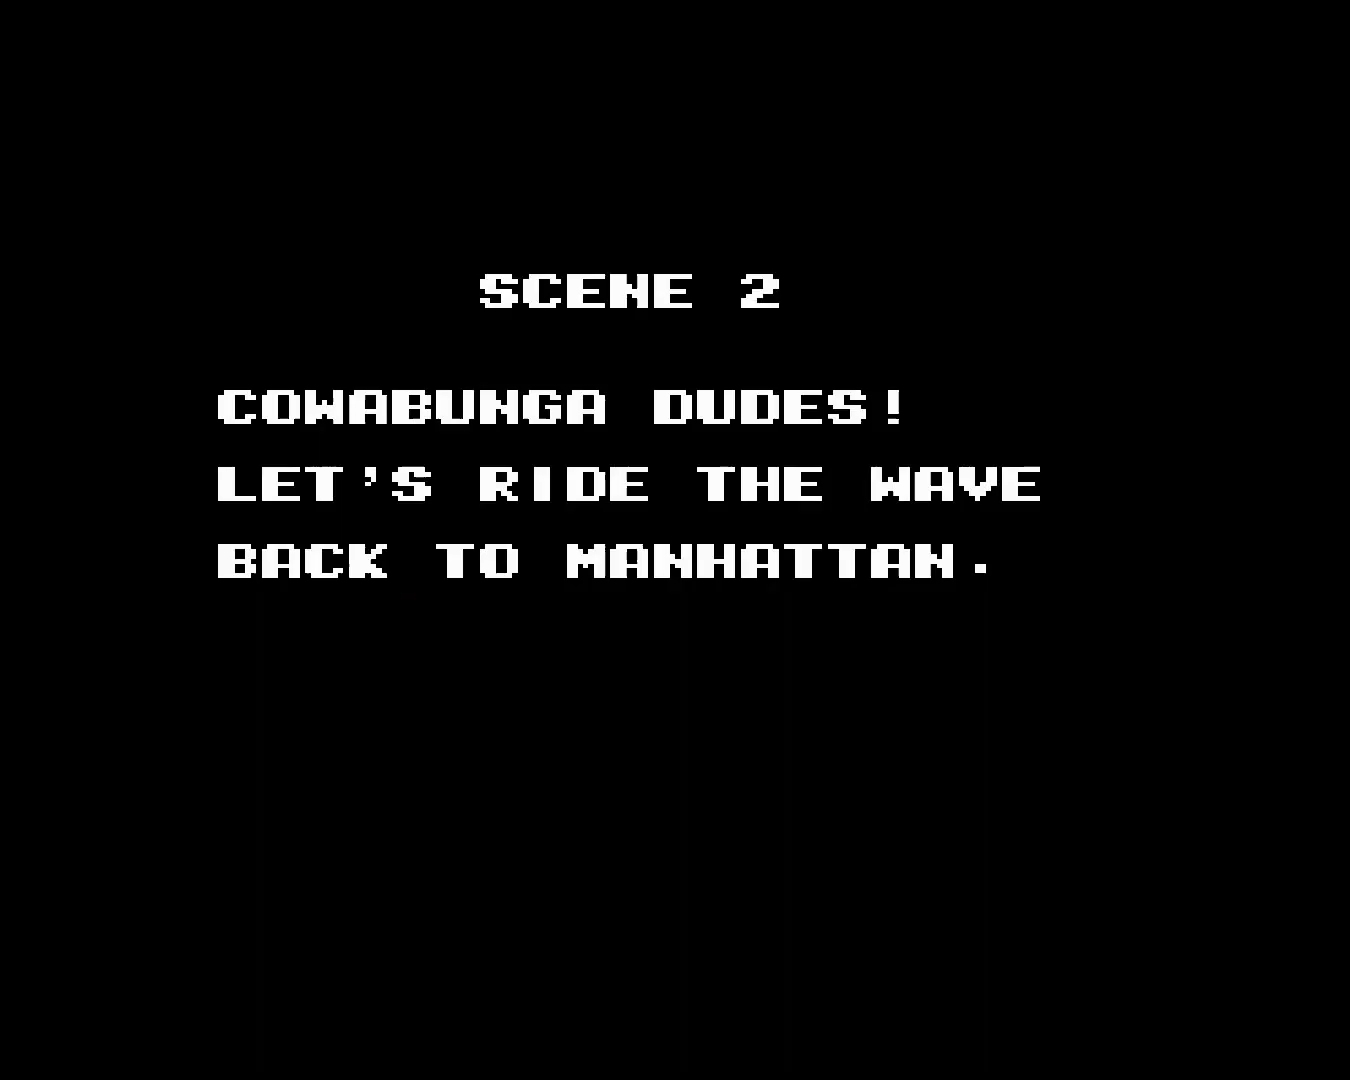 SCENE 2
COWABUNGA DUDES!
LET'S RIDE THE WAVE
BACK TO MANHATTAN.